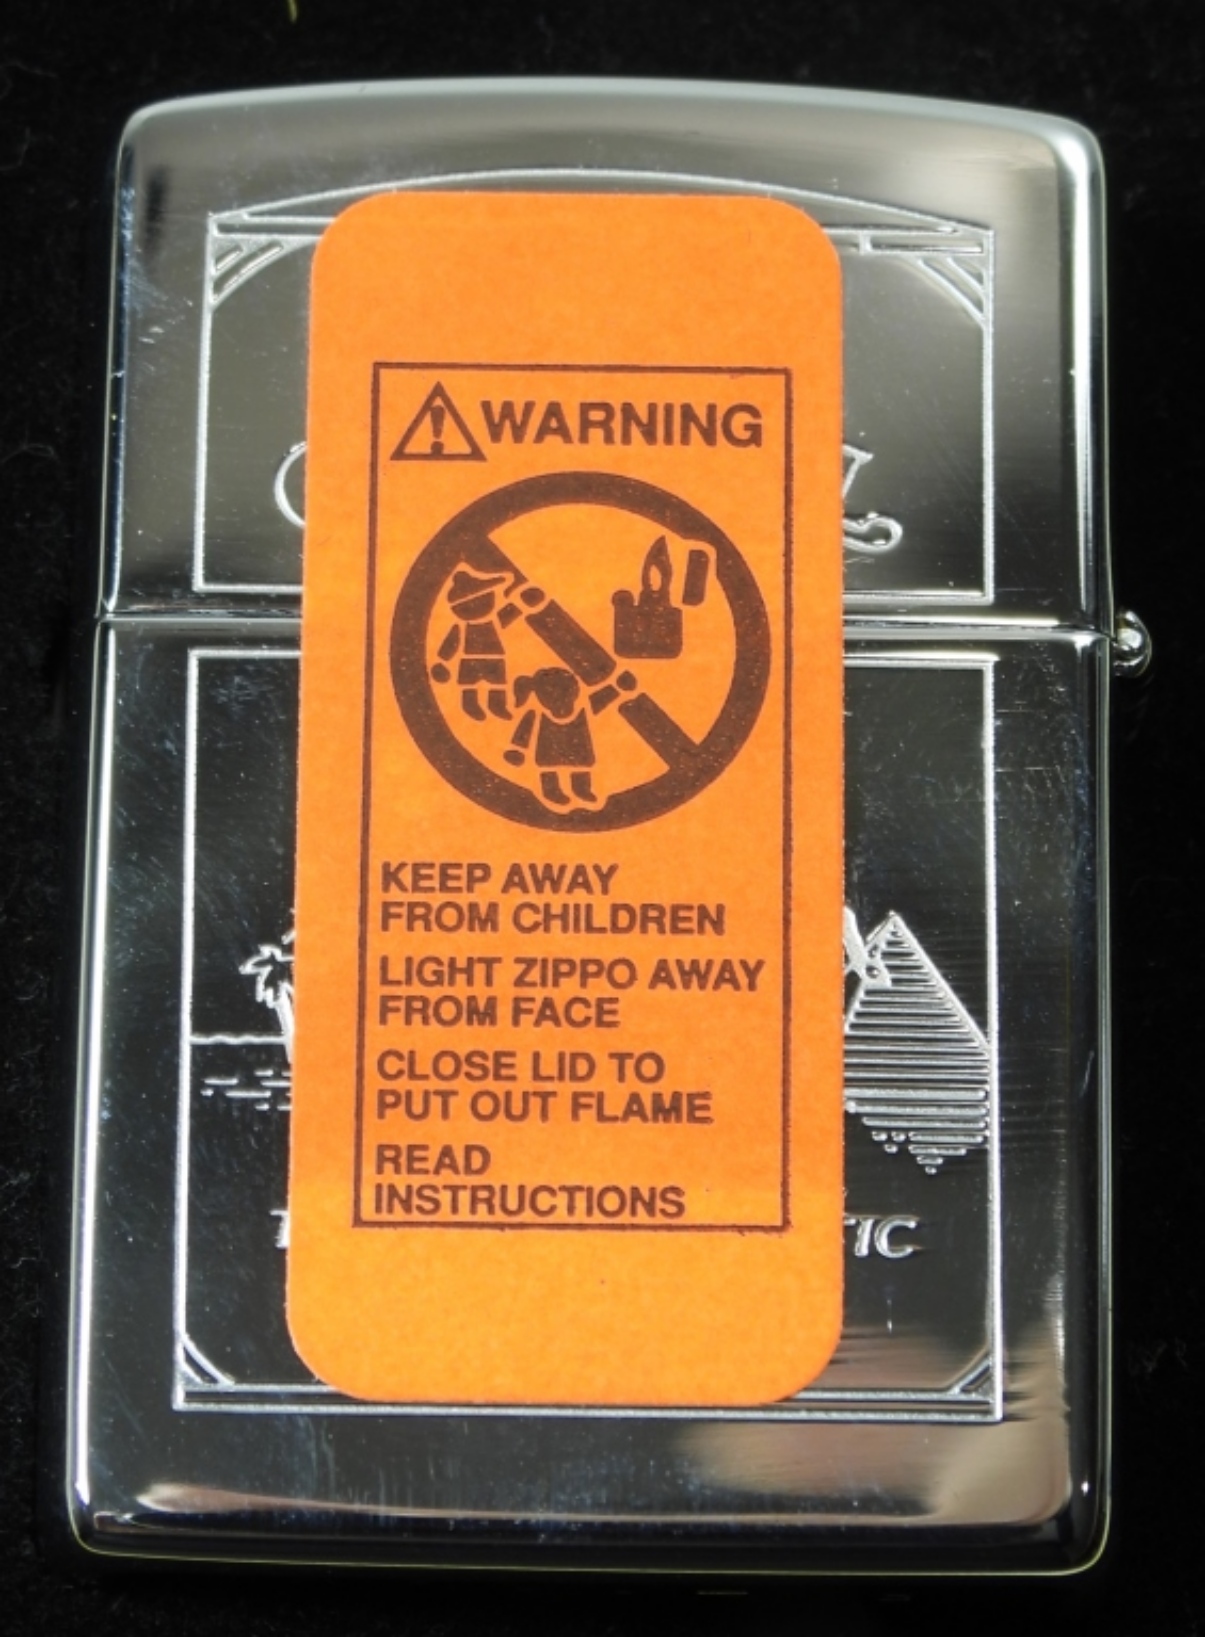 WARNING
KEEP AWAY
FROM CHILDREN
LIGHT ZIPPO AWAY
FROM FACE
CLOSE LID TO
PUT OUT FLAME
READ
INSTRUCTIONS